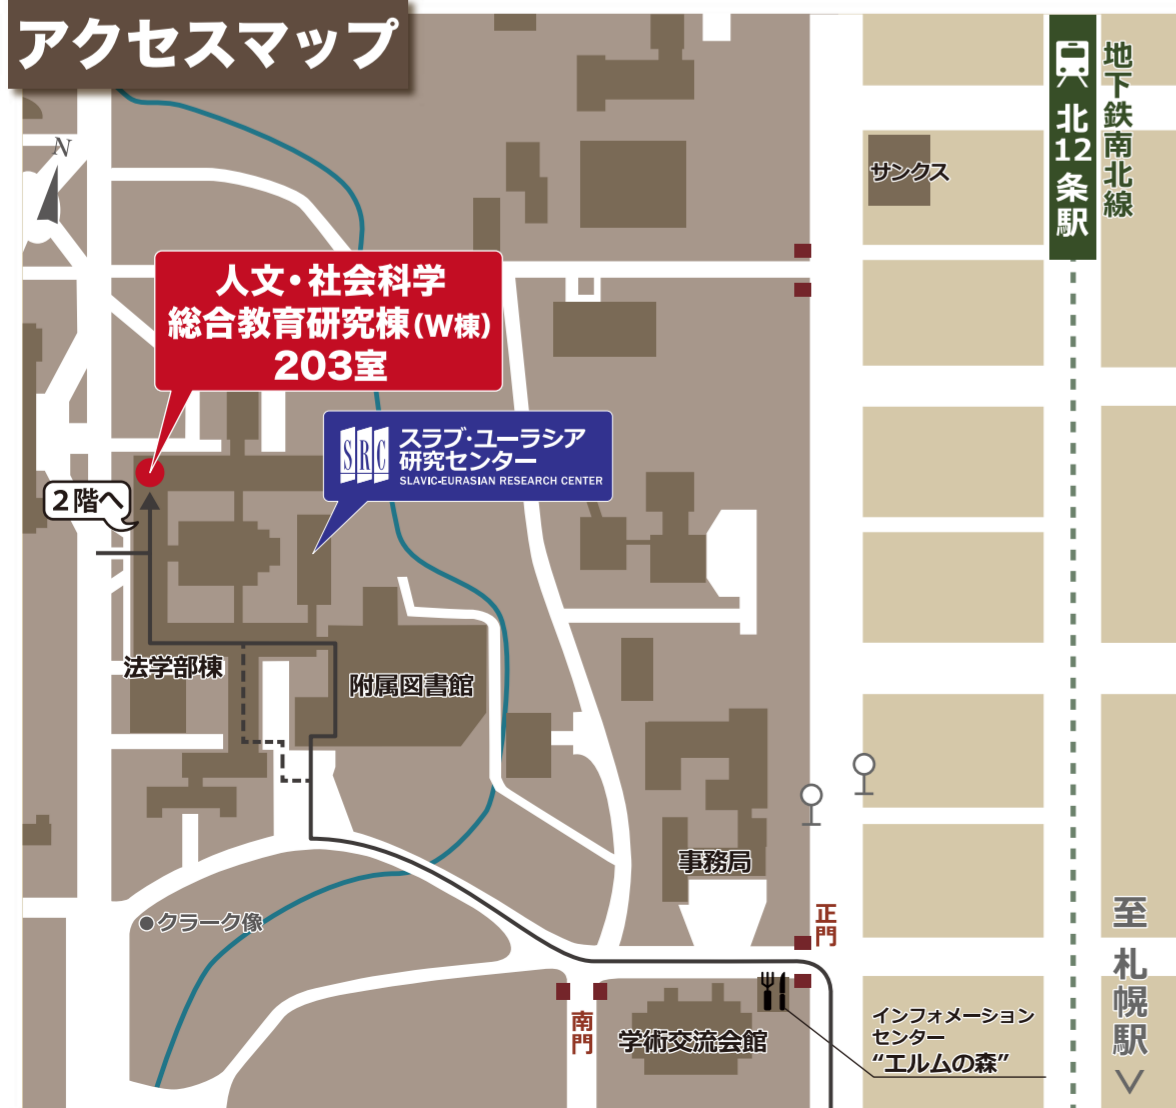 アクセスマップ
地下鉄南北線
北12条駅
サンクス
N
人文・社会科学
総合教育研究棟(W棟)
203室
SRC
スラブ・ユーラシア
研究センター
SLAVIC-EURASIAN RESEARCH CENTER
2階へ
法学部棟
附属図書館
事務局
クラーク像
正門
至 札幌駅
南門
学術交流会館
インフォメーション
センター
“エルムの森”